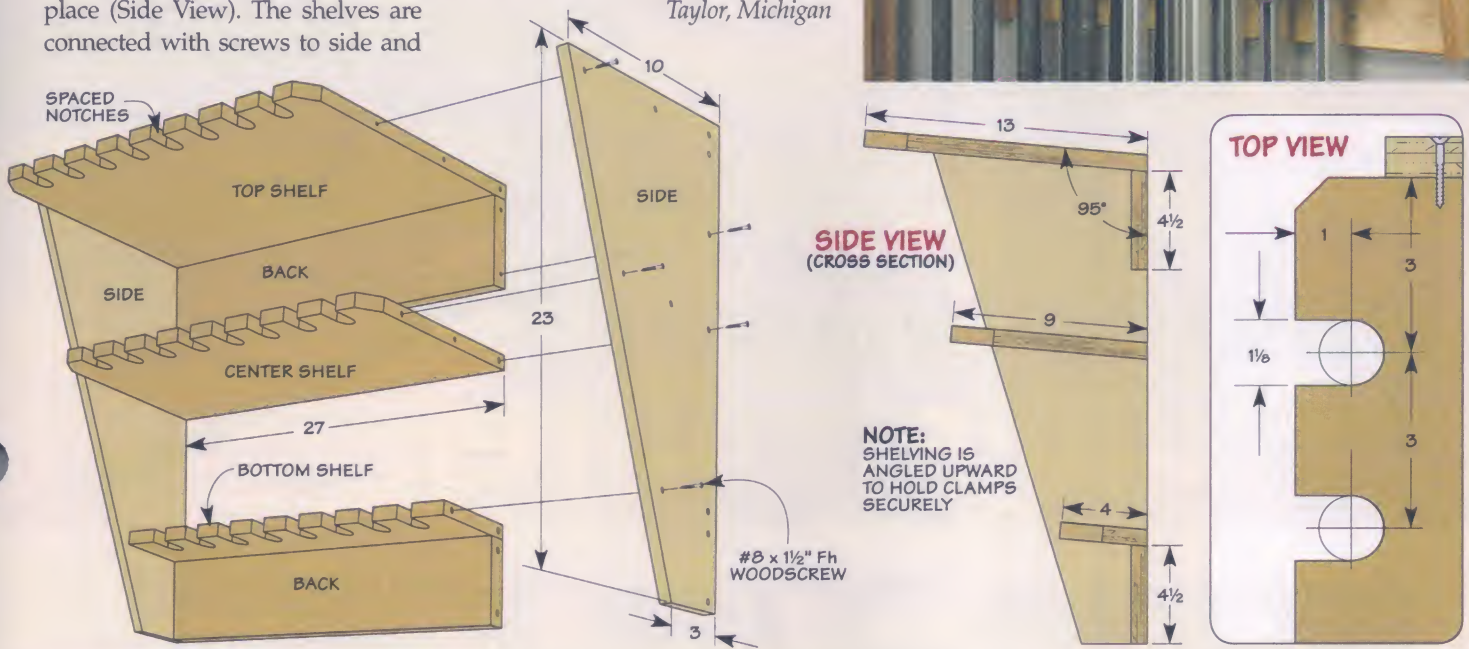 place (Side View). The shelves are
connected with screws to side and
Taylor, Michigan
SPACED
NOTCHES
TOP SHELF
BACK
SIDE
CENTER SHELF
27
BOTTOM SHELF
BACK
10
SIDE
23
3
#8 x 1½" Fh
WOODSCREW
13
95°
4½
SIDE VIEW
(CROSS SECTION)
9
NOTE:
SHELVING IS
ANGLED UPWARD
TO HOLD CLAMPS
SECURELY
4
4½
TOP VIEW
1
3
1⅛
3